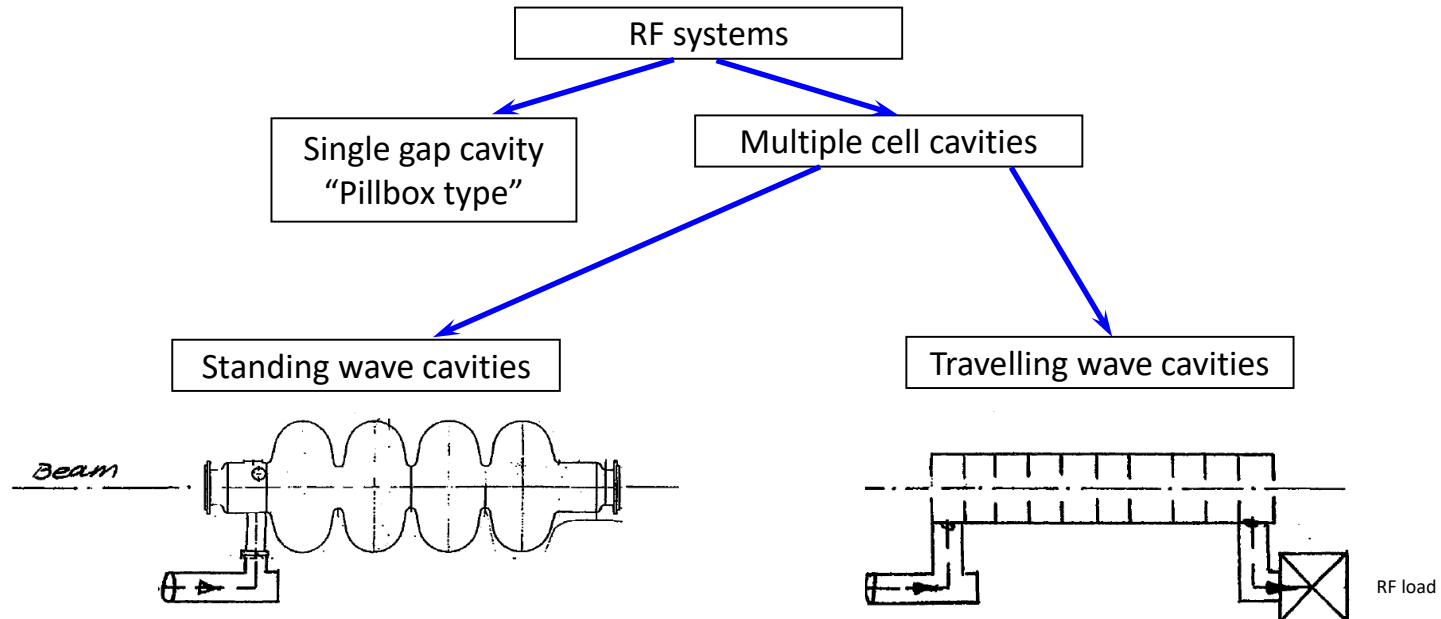 RF systems
Single gap cavity
“Pillbox type”
Multiple cell cavities
Standing wave cavities
Travelling wave cavities
Beam
RF load